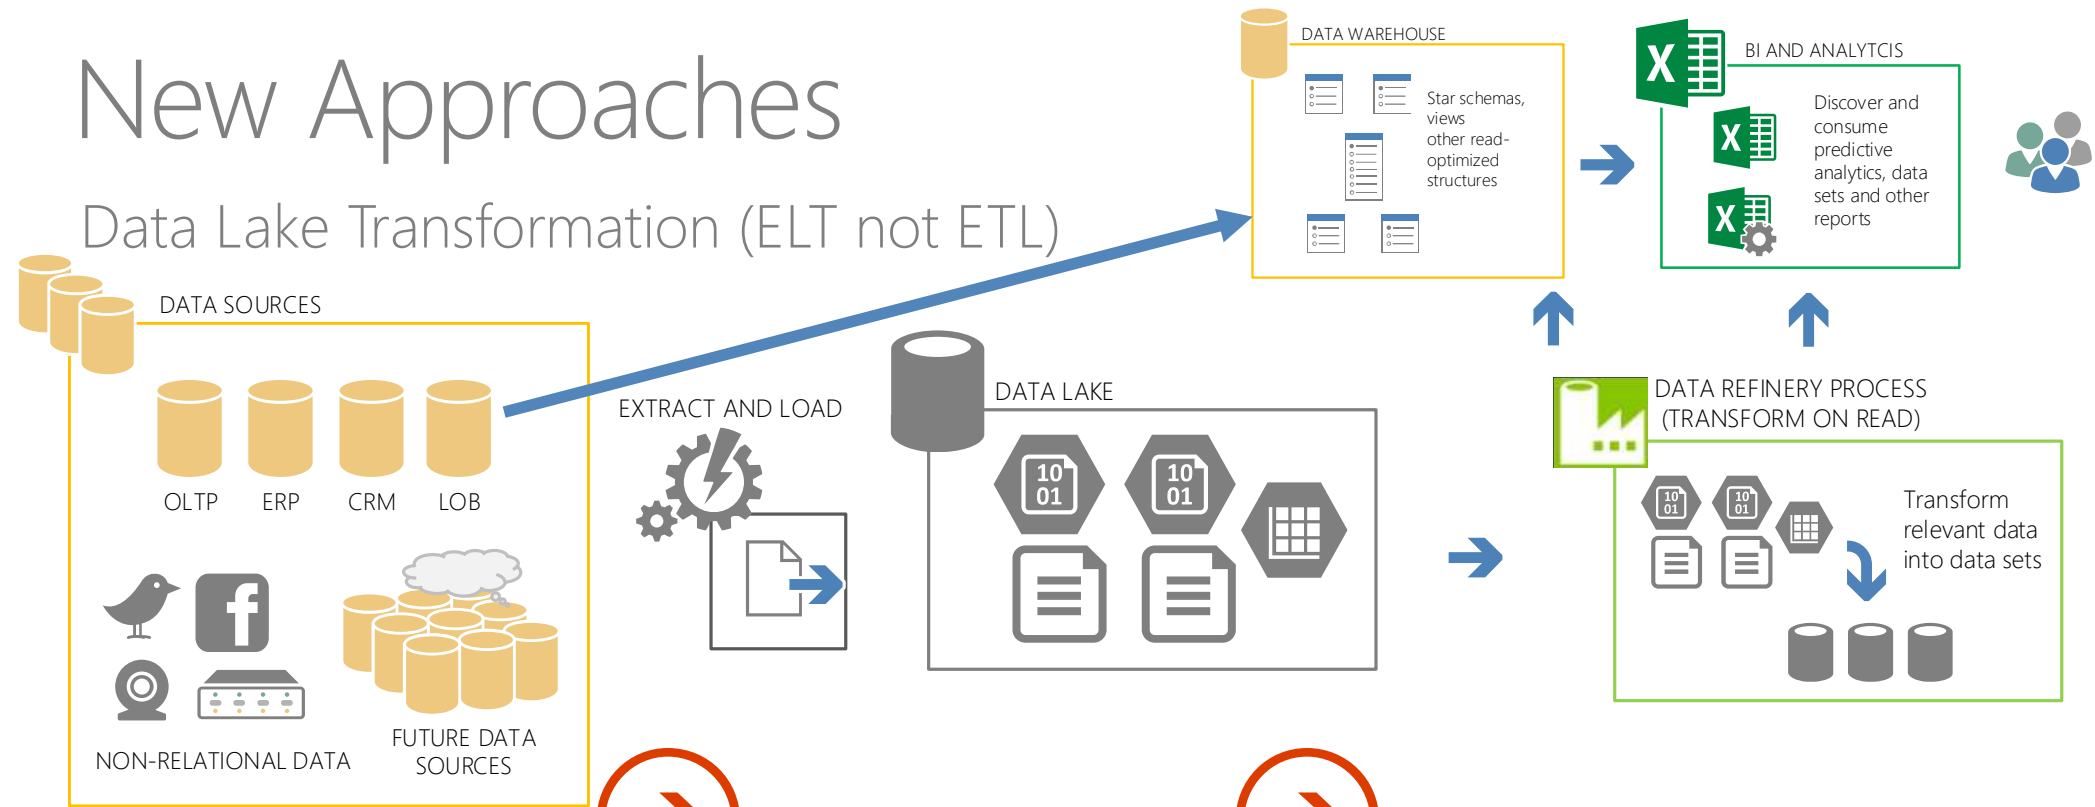 New Approaches
Data Lake Transformation (ELT not ETL)
DATA SOURCES
OLTP
ERP
CRM
LOB
f
NON-RELATIONAL DATA
FUTURE DATA
SOURCES
EXTRACT AND LOAD
DATA LAKE
10
01
10
01
DATA WAREHOUSE
Star schemas,
views
other read-
optimized
structures
X
BI AND ANALYTCIS
X
X
Discover and
consume
predictive
analytics, data
sets and other
reports
DATA REFINERY PROCESS
(TRANSFORM ON READ)
10
01
10
01
Transform
relevant data
into data sets